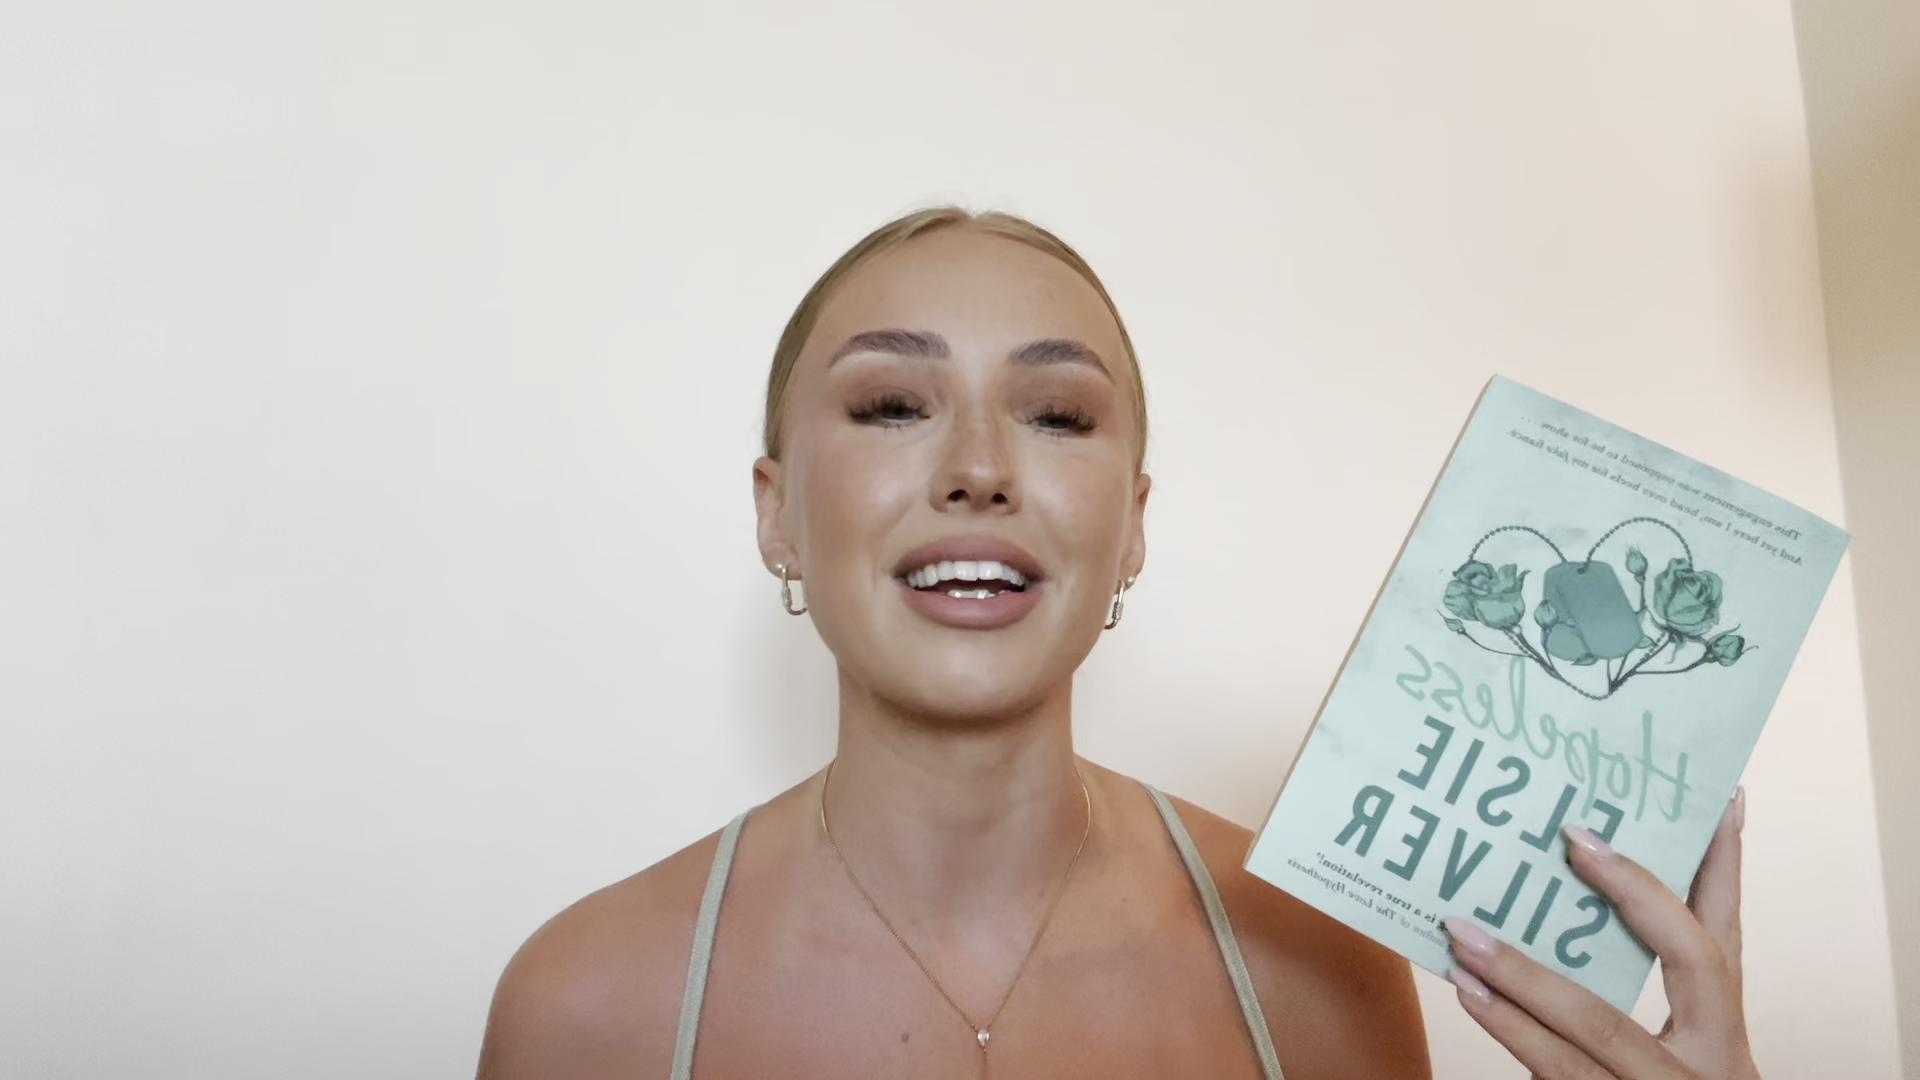 This engagement was supposed to be for show . . .
And yet here I am, head over heels for my fake fiancé.
Hopeless
ELSIE
SILVER
is a true revelation!'
author of The Love Hypothesis